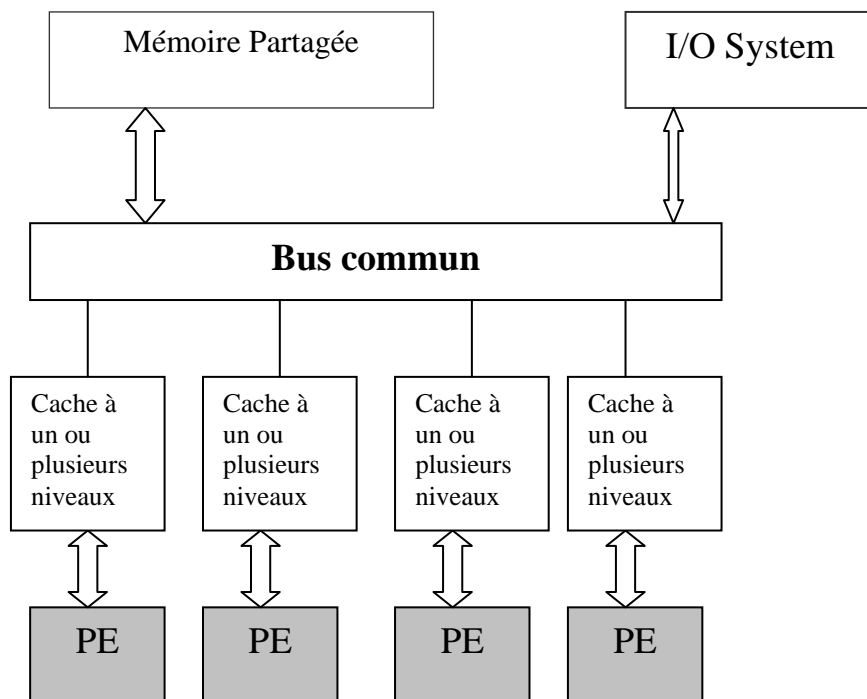 Mémoire Partagée
I/O System
Bus commun
Cache à
un ou
plusieurs
niveaux
Cache à
un ou
plusieurs
niveaux
Cache à
un ou
plusieurs
niveaux
Cache à
un ou
plusieurs
niveaux
PE
PE
PE
PE